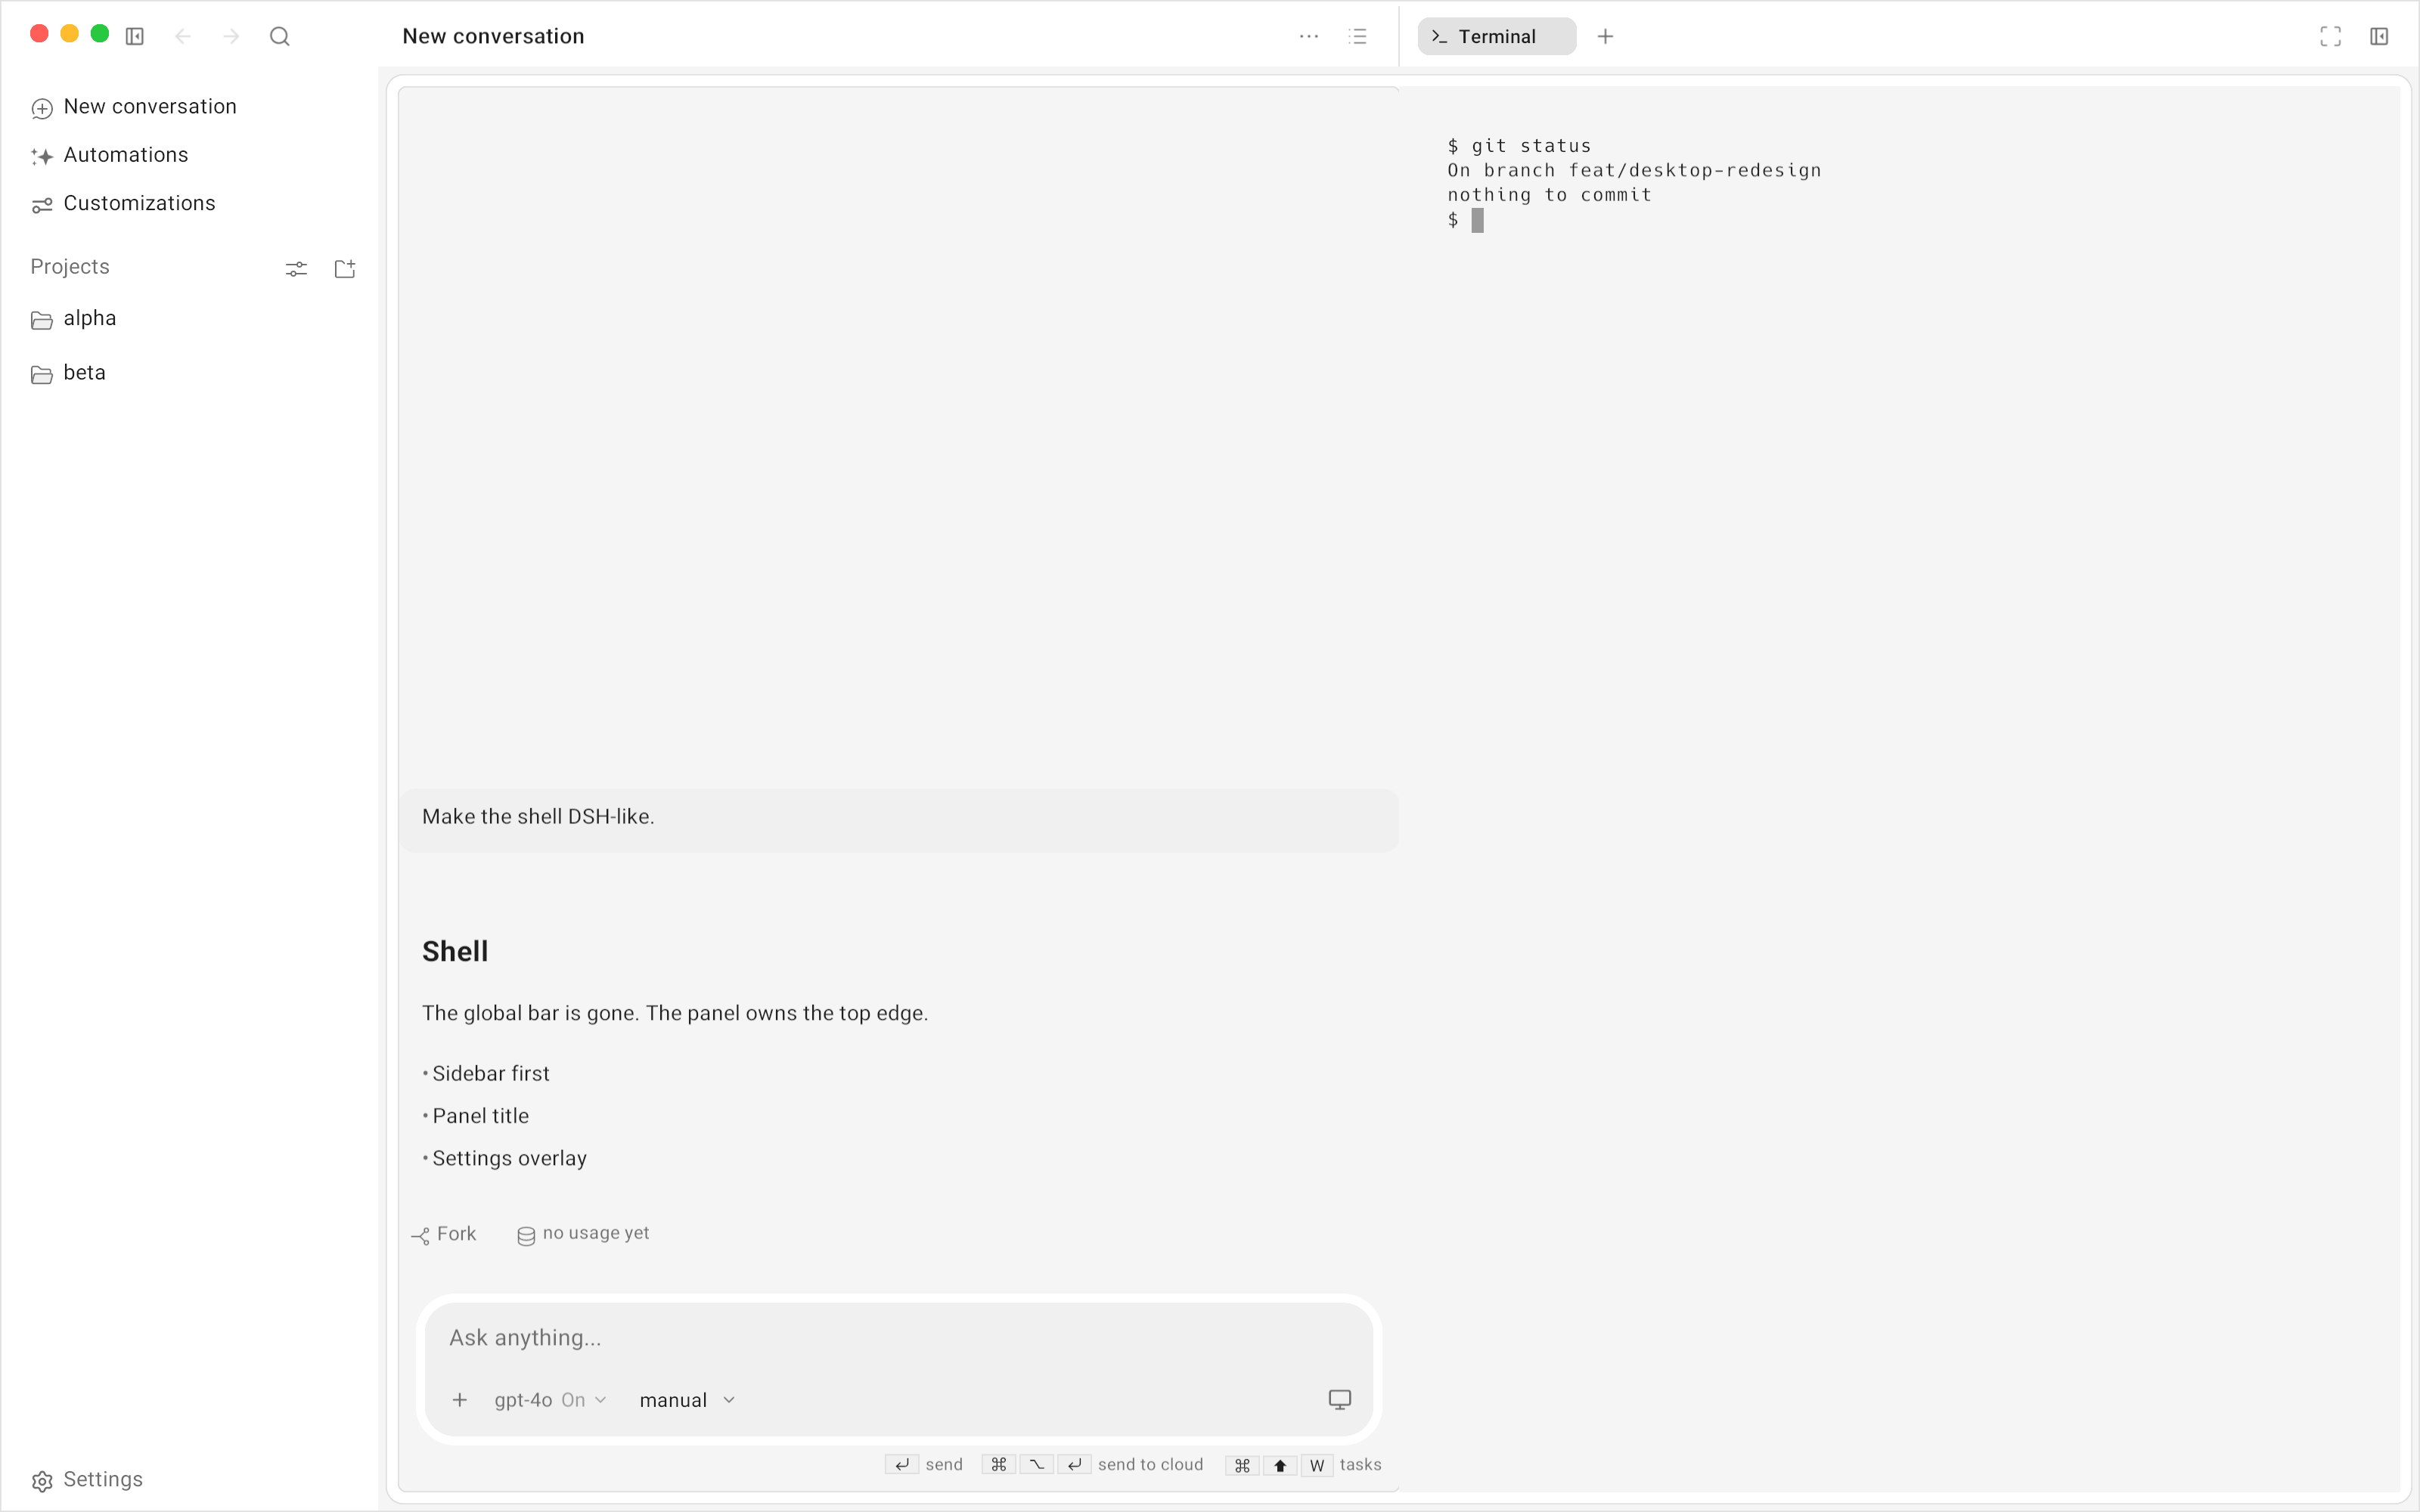 New conversation
Terminal
New conversation
Automations
Customizations
Projects
alpha
beta
Settings
Make the shell DSH-like.
Shell
The global bar is gone. The panel owns the top edge.
• Sidebar first
• Panel title
• Settings overlay
Fork no usage yet
Ask anything...
gpt-4o On manual
send ⌘ ⌥ send to cloud ⌘ W tasks
$ git status
On branch feat/desktop-redesign
nothing to commit
$